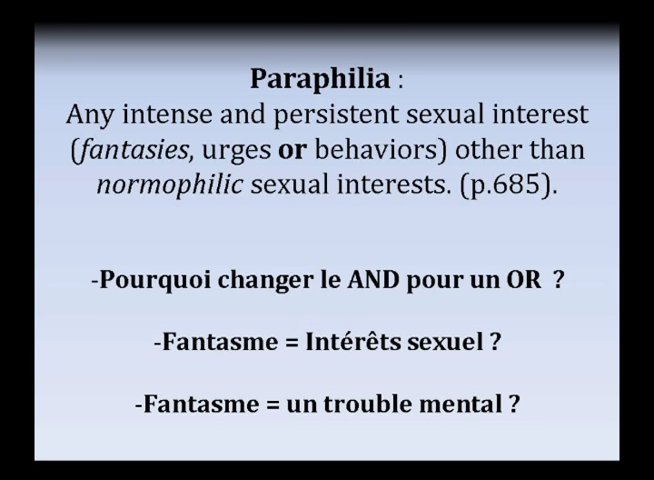 Paraphilia :
Any intense and persistent sexual interest
(fantasies, urges or behaviors) other than
normophilic sexual interests. (p.685).
-Pourquoi changer le AND pour un OR ?
-Fantasme = Intérêts sexuel ?
-Fantasme = un trouble mental ?